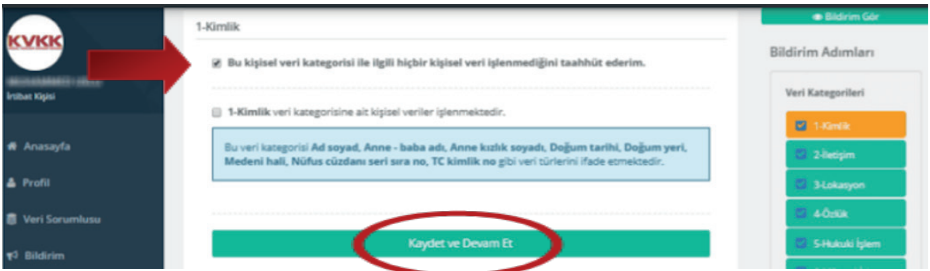 KVKK
İrtibat Kişisi
Anasayfa
Profil
Veri Sorumlusu
Bildirim
1-Kimlik
Bu kişisel veri kategorisi ile ilgili hiçbir kişisel veri işlenmediğini taahhüt ederim.
1-Kimlik veri kategorisine ait kişisel veriler işlenmektedir.
Bu veri kategorisi Ad soyad, Anne - baba adı, Anne kızlık soyadı, Doğum tarihi, Doğum yeri,
Medeni hali, Nüfus cüzdanı seri sıra no, TC kimlik no gibi veri türlerini ifade etmektedir.
Kaydet ve Devam Et
Bildirim Gör
Bildirim Adımları
Veri Kategorileri
1-Kimlik
2-İletişim
3-Lokasyon
4-Özlük
5-Hukuki İşlem